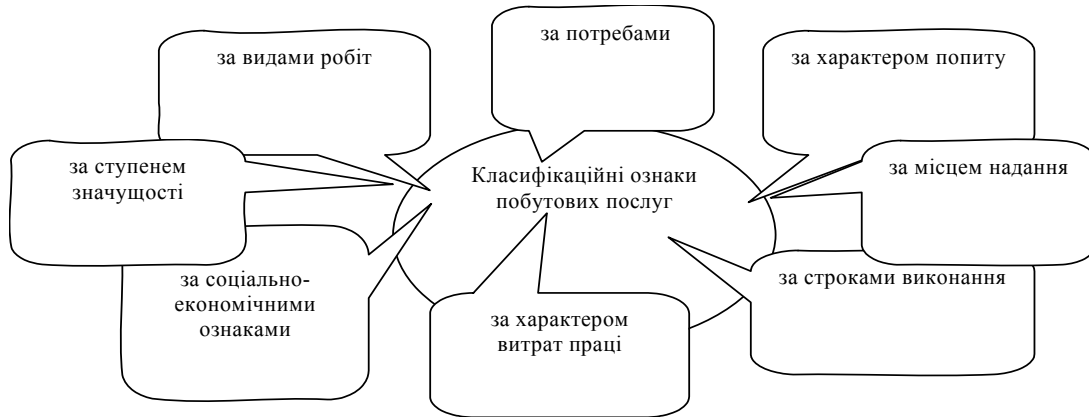 за потребами
за видами робіт
за характером попиту
за ступенем
значущості
за місцем надання
Класифікаційні ознаки
побутових послуг
за соціально-
економічними
ознаками
за строками виконання
за характером
витрат праці